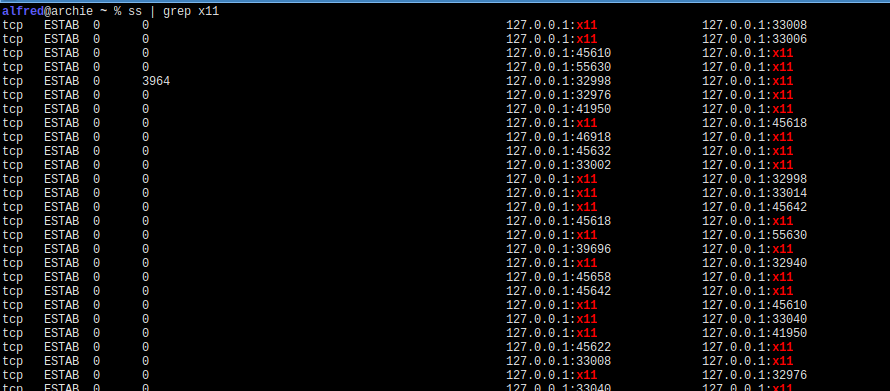 alfred@archie ~ % ss | grep x11
tcp ESTAB 0 0 127.0.0.1:x11 127.0.0.1:33008
tcp ESTAB 0 0 127.0.0.1:x11 127.0.0.1:33006
tcp ESTAB 0 0 127.0.0.1:45610 127.0.0.1:x11
tcp ESTAB 0 0 127.0.0.1:55630 127.0.0.1:x11
tcp ESTAB 0 3964 127.0.0.1:32998 127.0.0.1:x11
tcp ESTAB 0 0 127.0.0.1:32976 127.0.0.1:x11
tcp ESTAB 0 0 127.0.0.1:41950 127.0.0.1:x11
tcp ESTAB 0 0 127.0.0.1:x11 127.0.0.1:45618
tcp ESTAB 0 0 127.0.0.1:46918 127.0.0.1:x11
tcp ESTAB 0 0 127.0.0.1:45632 127.0.0.1:x11
tcp ESTAB 0 0 127.0.0.1:33002 127.0.0.1:x11
tcp ESTAB 0 0 127.0.0.1:x11 127.0.0.1:32998
tcp ESTAB 0 0 127.0.0.1:x11 127.0.0.1:33014
tcp ESTAB 0 0 127.0.0.1:x11 127.0.0.1:45642
tcp ESTAB 0 0 127.0.0.1:45618 127.0.0.1:x11
tcp ESTAB 0 0 127.0.0.1:x11 127.0.0.1:55630
tcp ESTAB 0 0 127.0.0.1:39696 127.0.0.1:x11
tcp ESTAB 0 0 127.0.0.1:x11 127.0.0.1:32940
tcp ESTAB 0 0 127.0.0.1:45658 127.0.0.1:x11
tcp ESTAB 0 0 127.0.0.1:45642 127.0.0.1:x11
tcp ESTAB 0 0 127.0.0.1:x11 127.0.0.1:45610
tcp ESTAB 0 0 127.0.0.1:x11 127.0.0.1:33040
tcp ESTAB 0 0 127.0.0.1:x11 127.0.0.1:41950
tcp ESTAB 0 0 127.0.0.1:45622 127.0.0.1:x11
tcp ESTAB 0 0 127.0.0.1:33008 127.0.0.1:x11
tcp ESTAB 0 0 127.0.0.1:x11 127.0.0.1:32976
tcp ESTAB 0 0 127.0.0.1:33040 127.0.0.1:x11